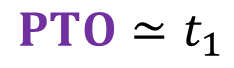 PTO ≃ t₁